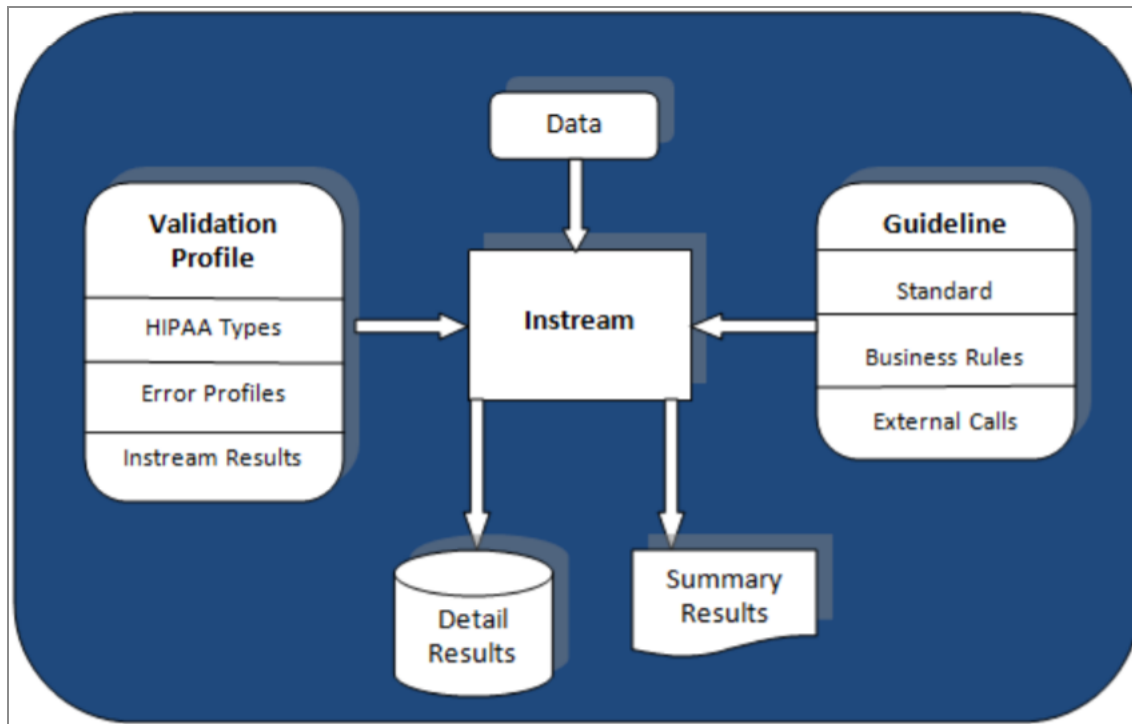 Data
Validation
Profile
HIPAA Types
Error Profiles
Instream Results
Instream
Guideline
Standard
Business Rules
External Calls
Detail
Results
Summary
Results